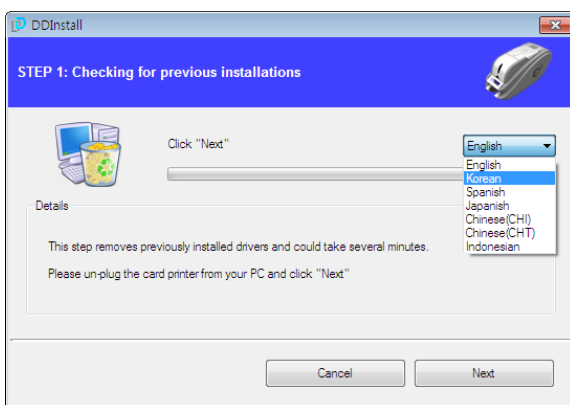 DDInstall
STEP 1: Checking for previous installations
Click "Next"
English
English
Korean
Spanish
Japanish
Chinese(CHI)
Chinese(CHT)
Indonesian
Details
This step removes previously installed drivers and could take several minutes.
Please un-plug the card printer from your PC and click "Next"
Cancel
Next